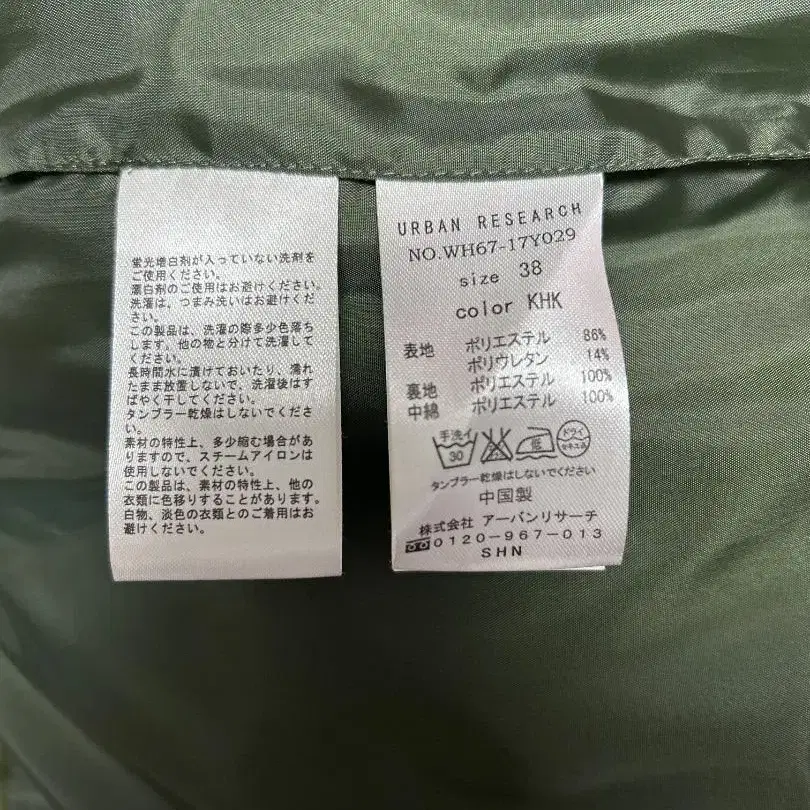 蛍光増白剤が入っていない洗剤を
ご使用ください。
漂白剤のご使用はお避けください。
洗濯は、つまみ洗いはお避けくだ
さい。
この製品は、洗濯の際多少色落ち
します。他の物と分けて洗濯して
ください。
長時間水に漬けておいたり、濡れ
たまま放置しないで、洗濯後はす
ばやく干してください。
タンブラー乾燥はしないでくださ
い。
素材の特性上、多少縮む場合があ
りますので、スチームアイロンは
使用しないでください。
この製品は、素材の特性上、他の
衣類に色移りすることがあります。
白物、淡色の衣類とのご着用はお
避けください。
URBAN RESEARCH
NO.WH67-17Y029
size 38
color KHK
表地 ポリエステル 86%
ポリウレタン 14%
裏地 ポリエステル 100%
中綿 ポリエステル 100%
手洗イ 30 低 ドライ セキユ系
タンブラー乾燥はしないでください
中国製
株式会社 アーバンリサーチ
0120-967-013
SHN